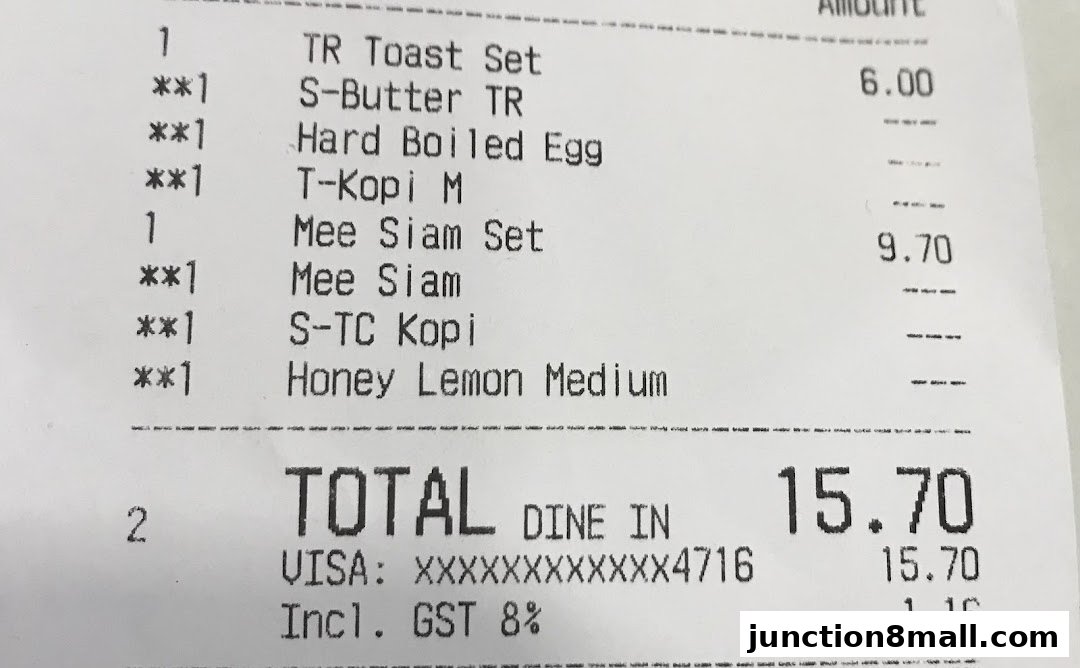 Amount
1 TR Toast Set 6.00
**1 S-Butter TR ---
**1 Hard Boiled Egg ---
**1 T-Kopi M ---
1 Mee Siam Set 9.70
**1 Mee Siam ---
**1 S-TC Kopi ---
**1 Honey Lemon Medium ---
2 TOTAL DINE IN 15.70
VISA: XXXXXXXXXXXX4716 15.70
Incl. GST 8%
junction8mall.com